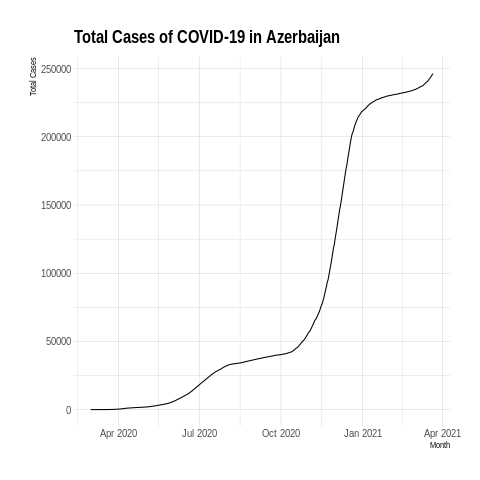 Total Cases of COVID-19 in Azerbaijan
Total Cases
250000
200000
150000
100000
50000
0
Apr 2020 Jul 2020 Oct 2020 Jan 2021 Apr 2021
Month